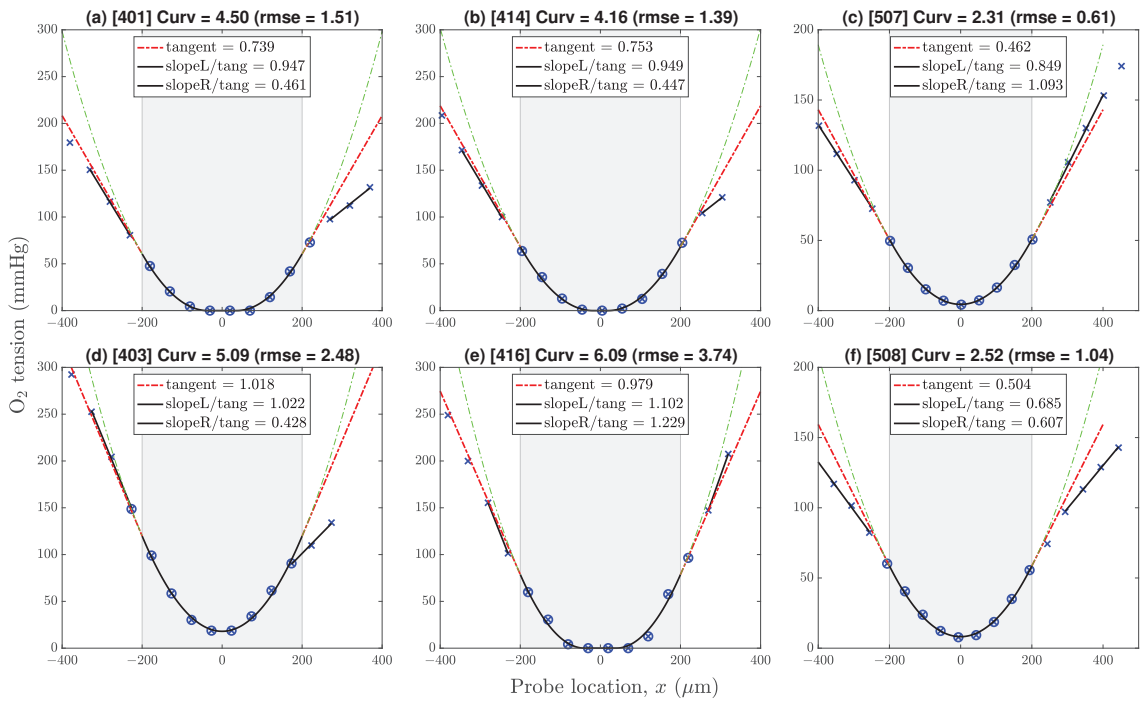 (a) [401] Curv = 4.50 (rmse = 1.51)
300
250
200
150
100
50
0
−400
−200
0
200
400
tangent = 0.739
slopeL/tang = 0.947
slopeR/tang = 0.461
(b) [414] Curv = 4.16 (rmse = 1.39)
300
250
200
150
100
50
0
−400
−200
0
200
400
tangent = 0.753
slopeL/tang = 0.949
slopeR/tang = 0.447
(c) [507] Curv = 2.31 (rmse = 0.61)
200
150
100
50
0
−400
−200
0
200
400
tangent = 0.462
slopeL/tang = 0.849
slopeR/tang = 1.093
(d) [403] Curv = 5.09 (rmse = 2.48)
300
250
200
150
100
50
0
−400
−200
0
200
400
tangent = 1.018
slopeL/tang = 1.022
slopeR/tang = 0.428
(e) [416] Curv = 6.09 (rmse = 3.74)
300
250
200
150
100
50
0
−400
−200
0
200
400
tangent = 0.979
slopeL/tang = 1.102
slopeR/tang = 1.229
(f) [508] Curv = 2.52 (rmse = 1.04)
200
150
100
50
0
−400
−200
0
200
400
tangent = 0.504
slopeL/tang = 0.685
slopeR/tang = 0.607
O₂ tension (mmHg)
Probe location, x (μm)